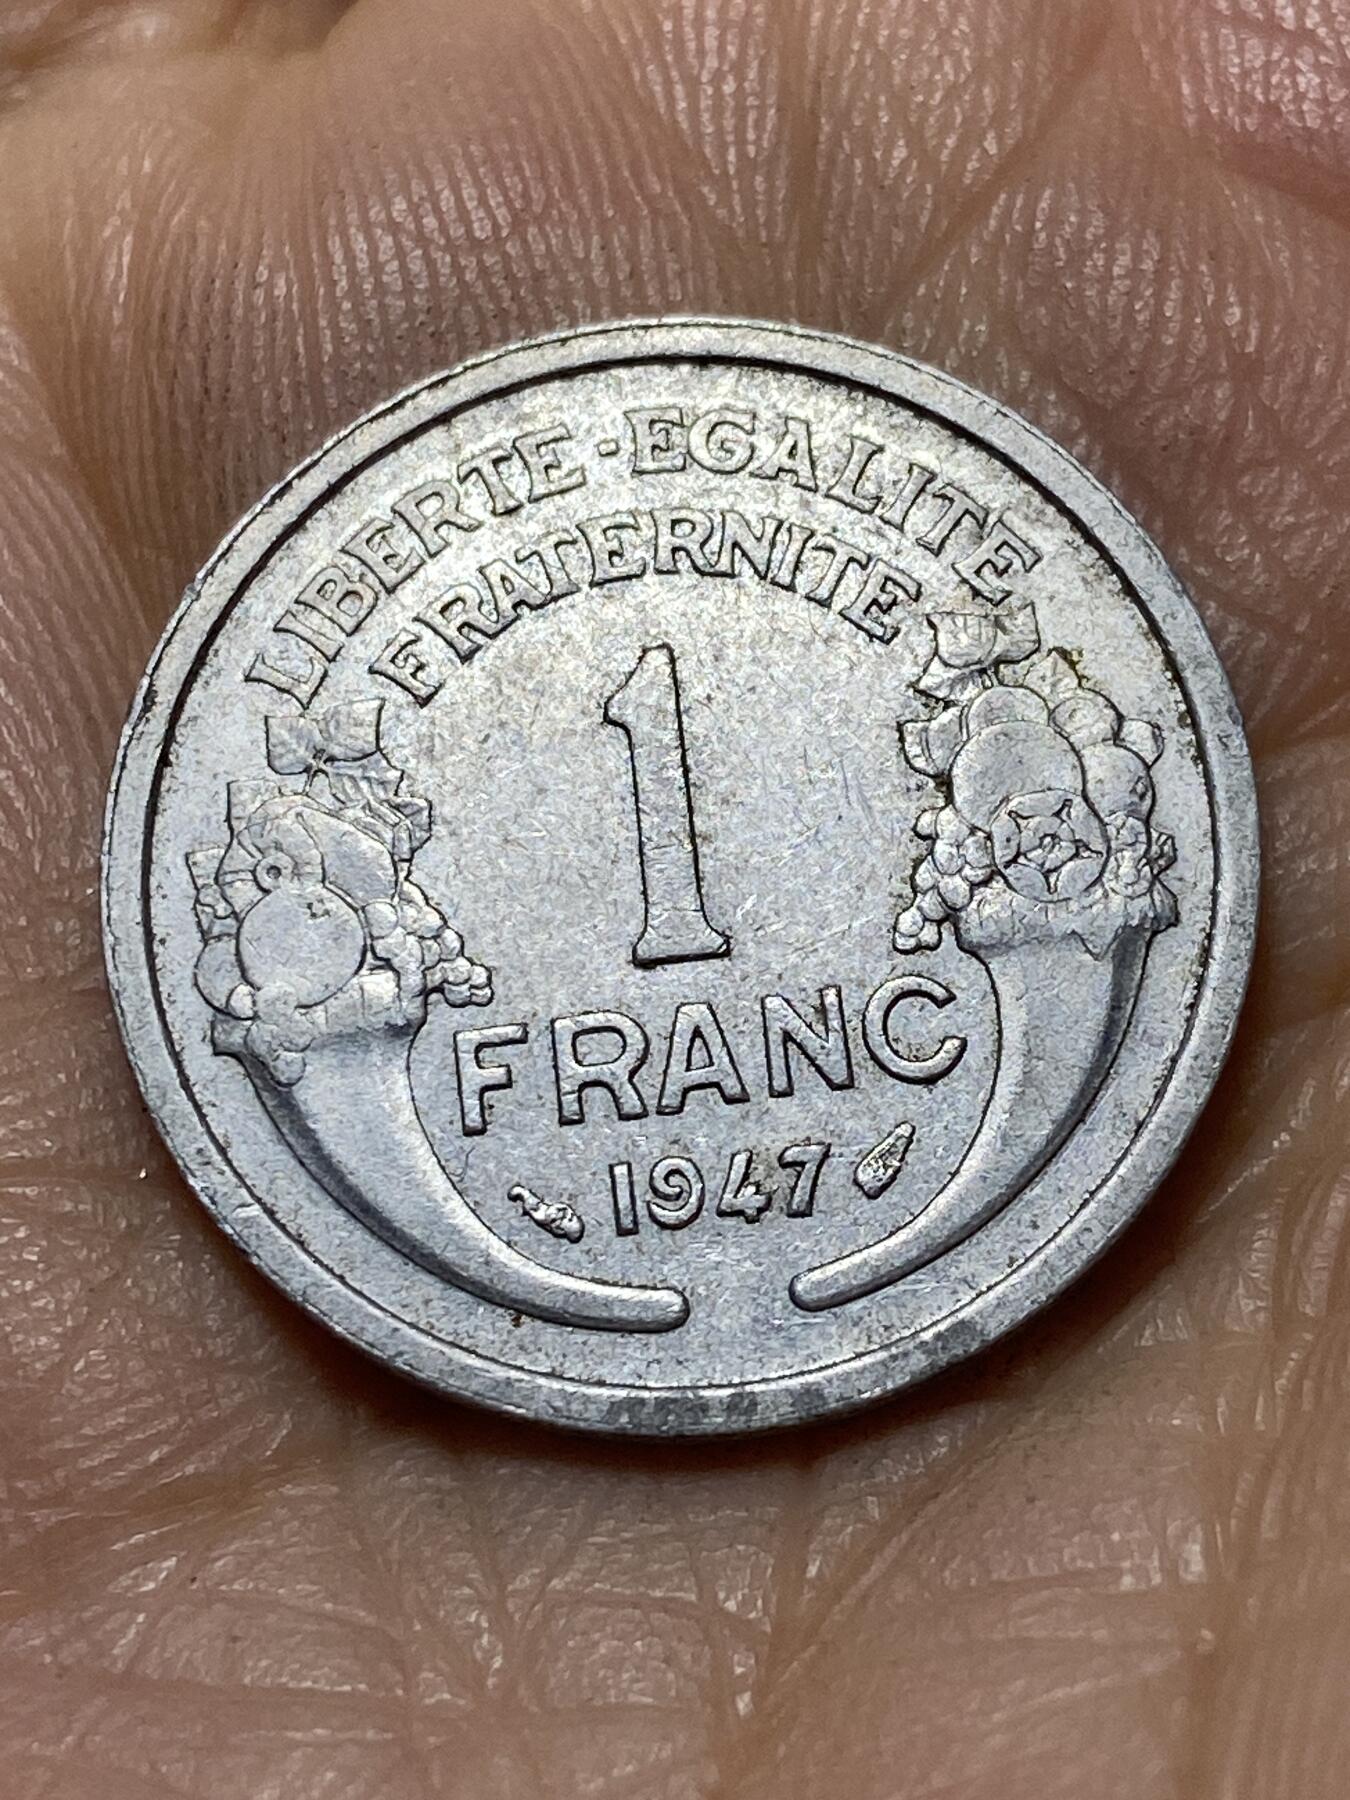 LIBERTE·EGALITE
FRATERNITE
1
FRANC
1947